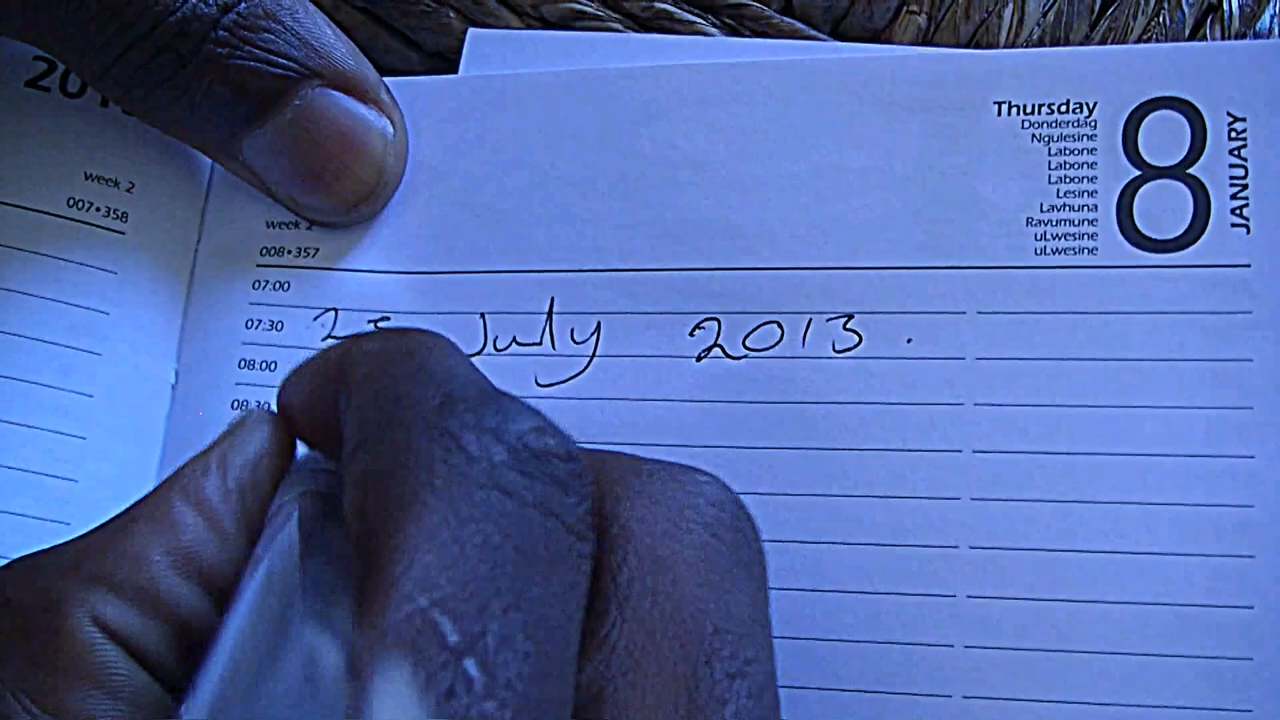 week 2
007•358
week 2
008•357
Thursday
Donderdag
Ngulesine
Labone
Labone
Labone
Lesine
Lavhuna
Ravumune
uLwesine
uLwesine
8
JANUARY
07:00
07:30
July 2013.
08:00
08:30